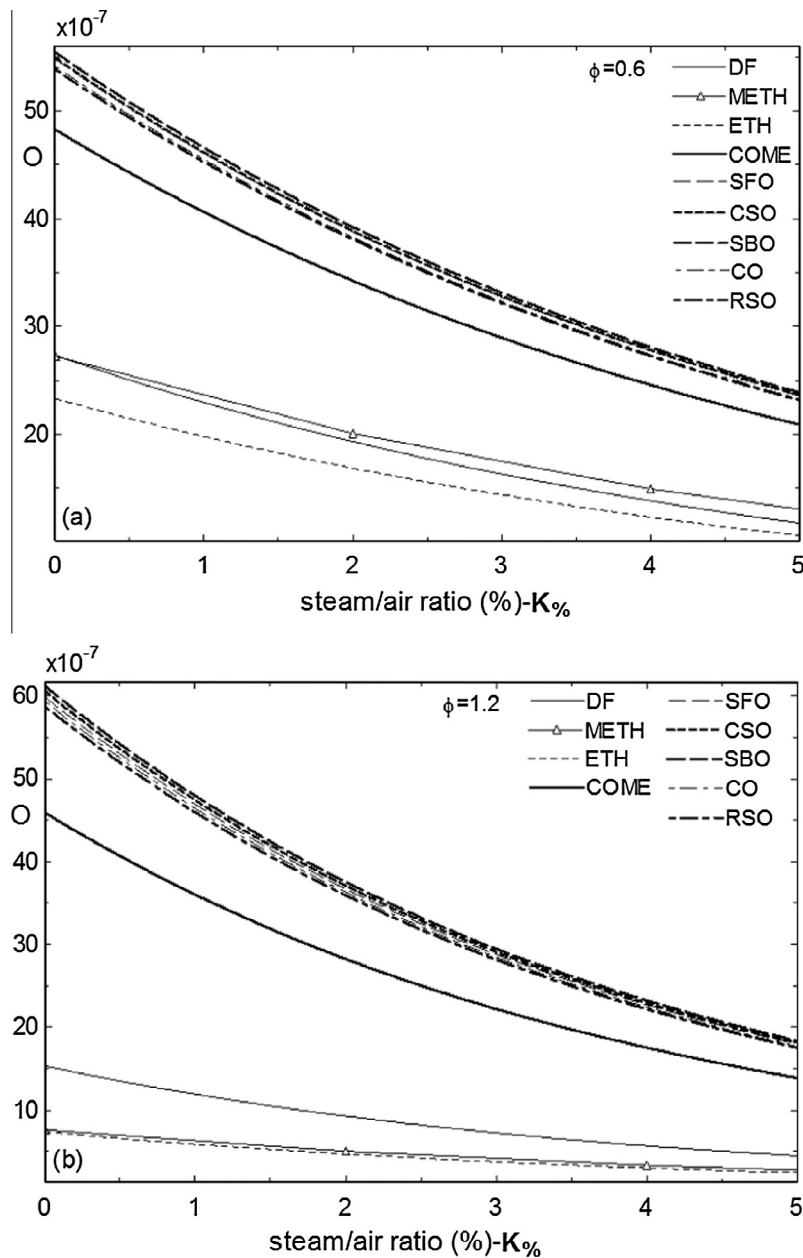 x10-7
ϕ=0.6
DF
METH
ETH
COME
SFO
CSO
SBO
CO
RSO
50
O
40
30
20
(a)
0 1 2 3 4 5
steam/air ratio (%)-K%
x10-7
ϕ=1.2
DF
METH
ETH
COME
SFO
CSO
SBO
CO
RSO
60
50
O
40
30
20
10
(b)
0 1 2 3 4 5
steam/air ratio (%)-K%